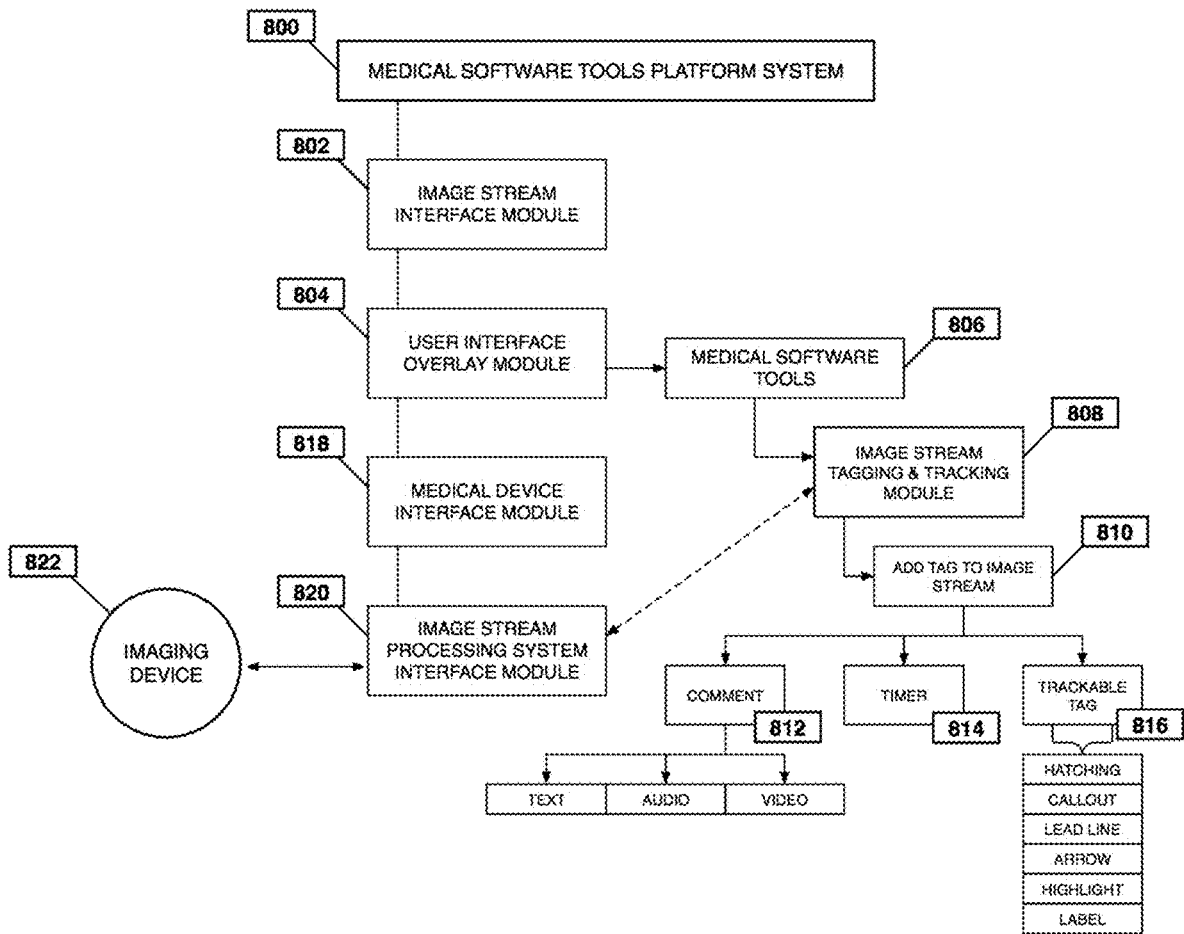 800
MEDICAL SOFTWARE TOOLS PLATFORM SYSTEM
802
IMAGE STREAM
INTERFACE MODULE
804
USER INTERFACE
OVERLAY MODULE
806
MEDICAL SOFTWARE
TOOLS
808
IMAGE STREAM
TAGGING & TRACKING
MODULE
818
MEDICAL DEVICE
INTERFACE MODULE
810
ADD TAG TO IMAGE
STREAM
822
IMAGING
DEVICE
820
IMAGE STREAM
PROCESSING SYSTEM
INTERFACE MODULE
COMMENT
812
TIMER
814
TRACKABLE
TAG
816
TEXT
AUDIO
VIDEO
HATCHING
CALLOUT
LEAD LINE
ARROW
HIGHLIGHT
LABEL